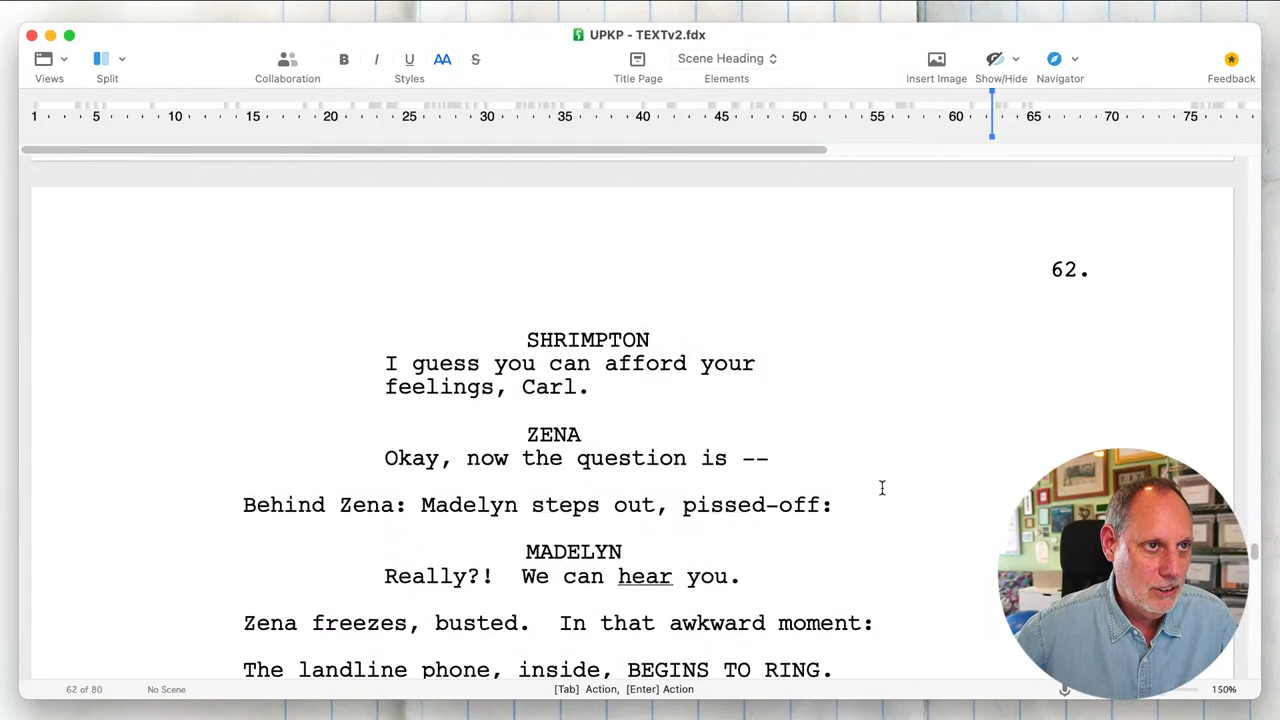 UPKP - TEXTv2.fdx
Views
Split
Collaboration
B I U AA S
Styles
Title Page
Scene Heading
Elements
Insert Image
Show/Hide
Navigator
Feedback
1 5 10 15 20 25 30 35 40 45 50 55 60 65 70 75
62.
SHRIMPTON
I guess you can afford your
feelings, Carl.
ZENA
Okay, now the question is --
Behind Zena: Madelyn steps out, pissed-off:
MADELYN
Really?! We can hear you.
Zena freezes, busted. In that awkward moment:
The landline phone, inside, BEGINS TO RING.
62 of 80
No Scene
[Tab] Action, [Enter] Action
150%